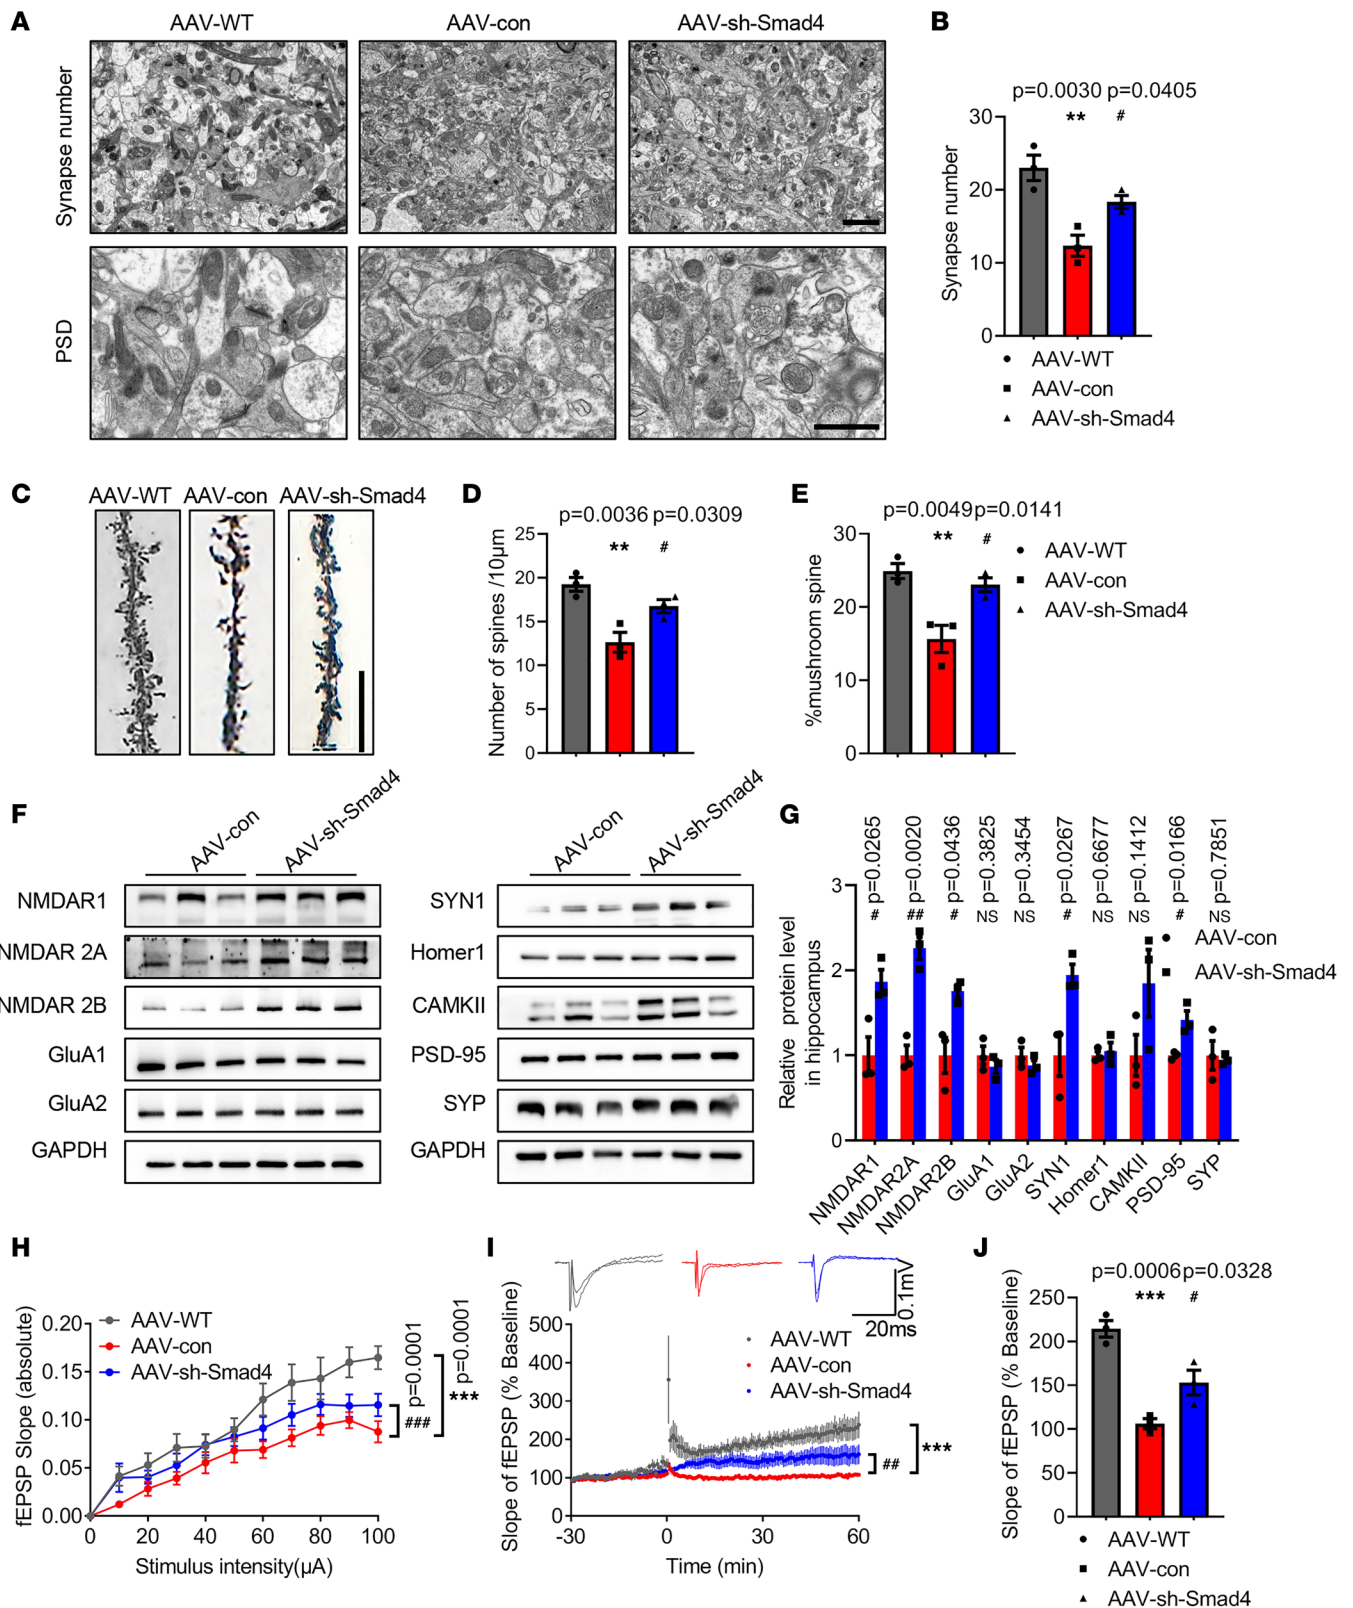 A
AAV-WT
AAV-con
AAV-sh-Smad4
Synapse number
PSD
B
p=0.0030 p=0.0405
** #
Synapse number
30
20
10
0
AAV-WT
AAV-con
AAV-sh-Smad4
C
AAV-WT AAV-con AAV-sh-Smad4
D
p=0.0036 p=0.0309
** #
Number of spines /10µm
25
20
15
10
5
0
E
p=0.0049p=0.0141
** #
%mushroom spine
30
20
10
0
AAV-WT
AAV-con
AAV-sh-Smad4
F
AAV-con
AAV-sh-Smad4
NMDAR1
NMDAR 2A
NMDAR 2B
GluA1
GluA2
GAPDH
AAV-con
AAV-sh-Smad4
SYN1
Homer1
CAMKII
PSD-95
SYP
GAPDH
G
# p=0.0265
## p=0.0020
# p=0.0436
NS p=0.3825
NS p=0.3454
# p=0.0267
NS p=0.6677
NS p=0.1412
# p=0.0166
NS p=0.7851
AAV-con
AAV-sh-Smad4
Relative protein level
in hippocampus
3
2
1
0
NMDAR1
NMDAR2A
NMDAR2B
GluA1
GluA2
SYN1
Homer1
CAMKII
PSD-95
SYP
H
fEPSP Slope (absolute)
0.20
0.15
0.10
0.05
0.00
AAV-WT
AAV-con
AAV-sh-Smad4
p=0.0001
###
p=0.0001
***
0 20 40 60 80 100
Stimulus intensity(µA)
I
0.1mV
20ms
Slope of fEPSP (% Baseline)
500
400
300
200
100
0
AAV-WT
AAV-con
AAV-sh-Smad4
##
***
-30 0 30 60
Time (min)
J
p=0.0006p=0.0328
*** #
Slope of fEPSP (% Baseline)
250
200
150
100
50
0
AAV-WT
AAV-con
AAV-sh-Smad4